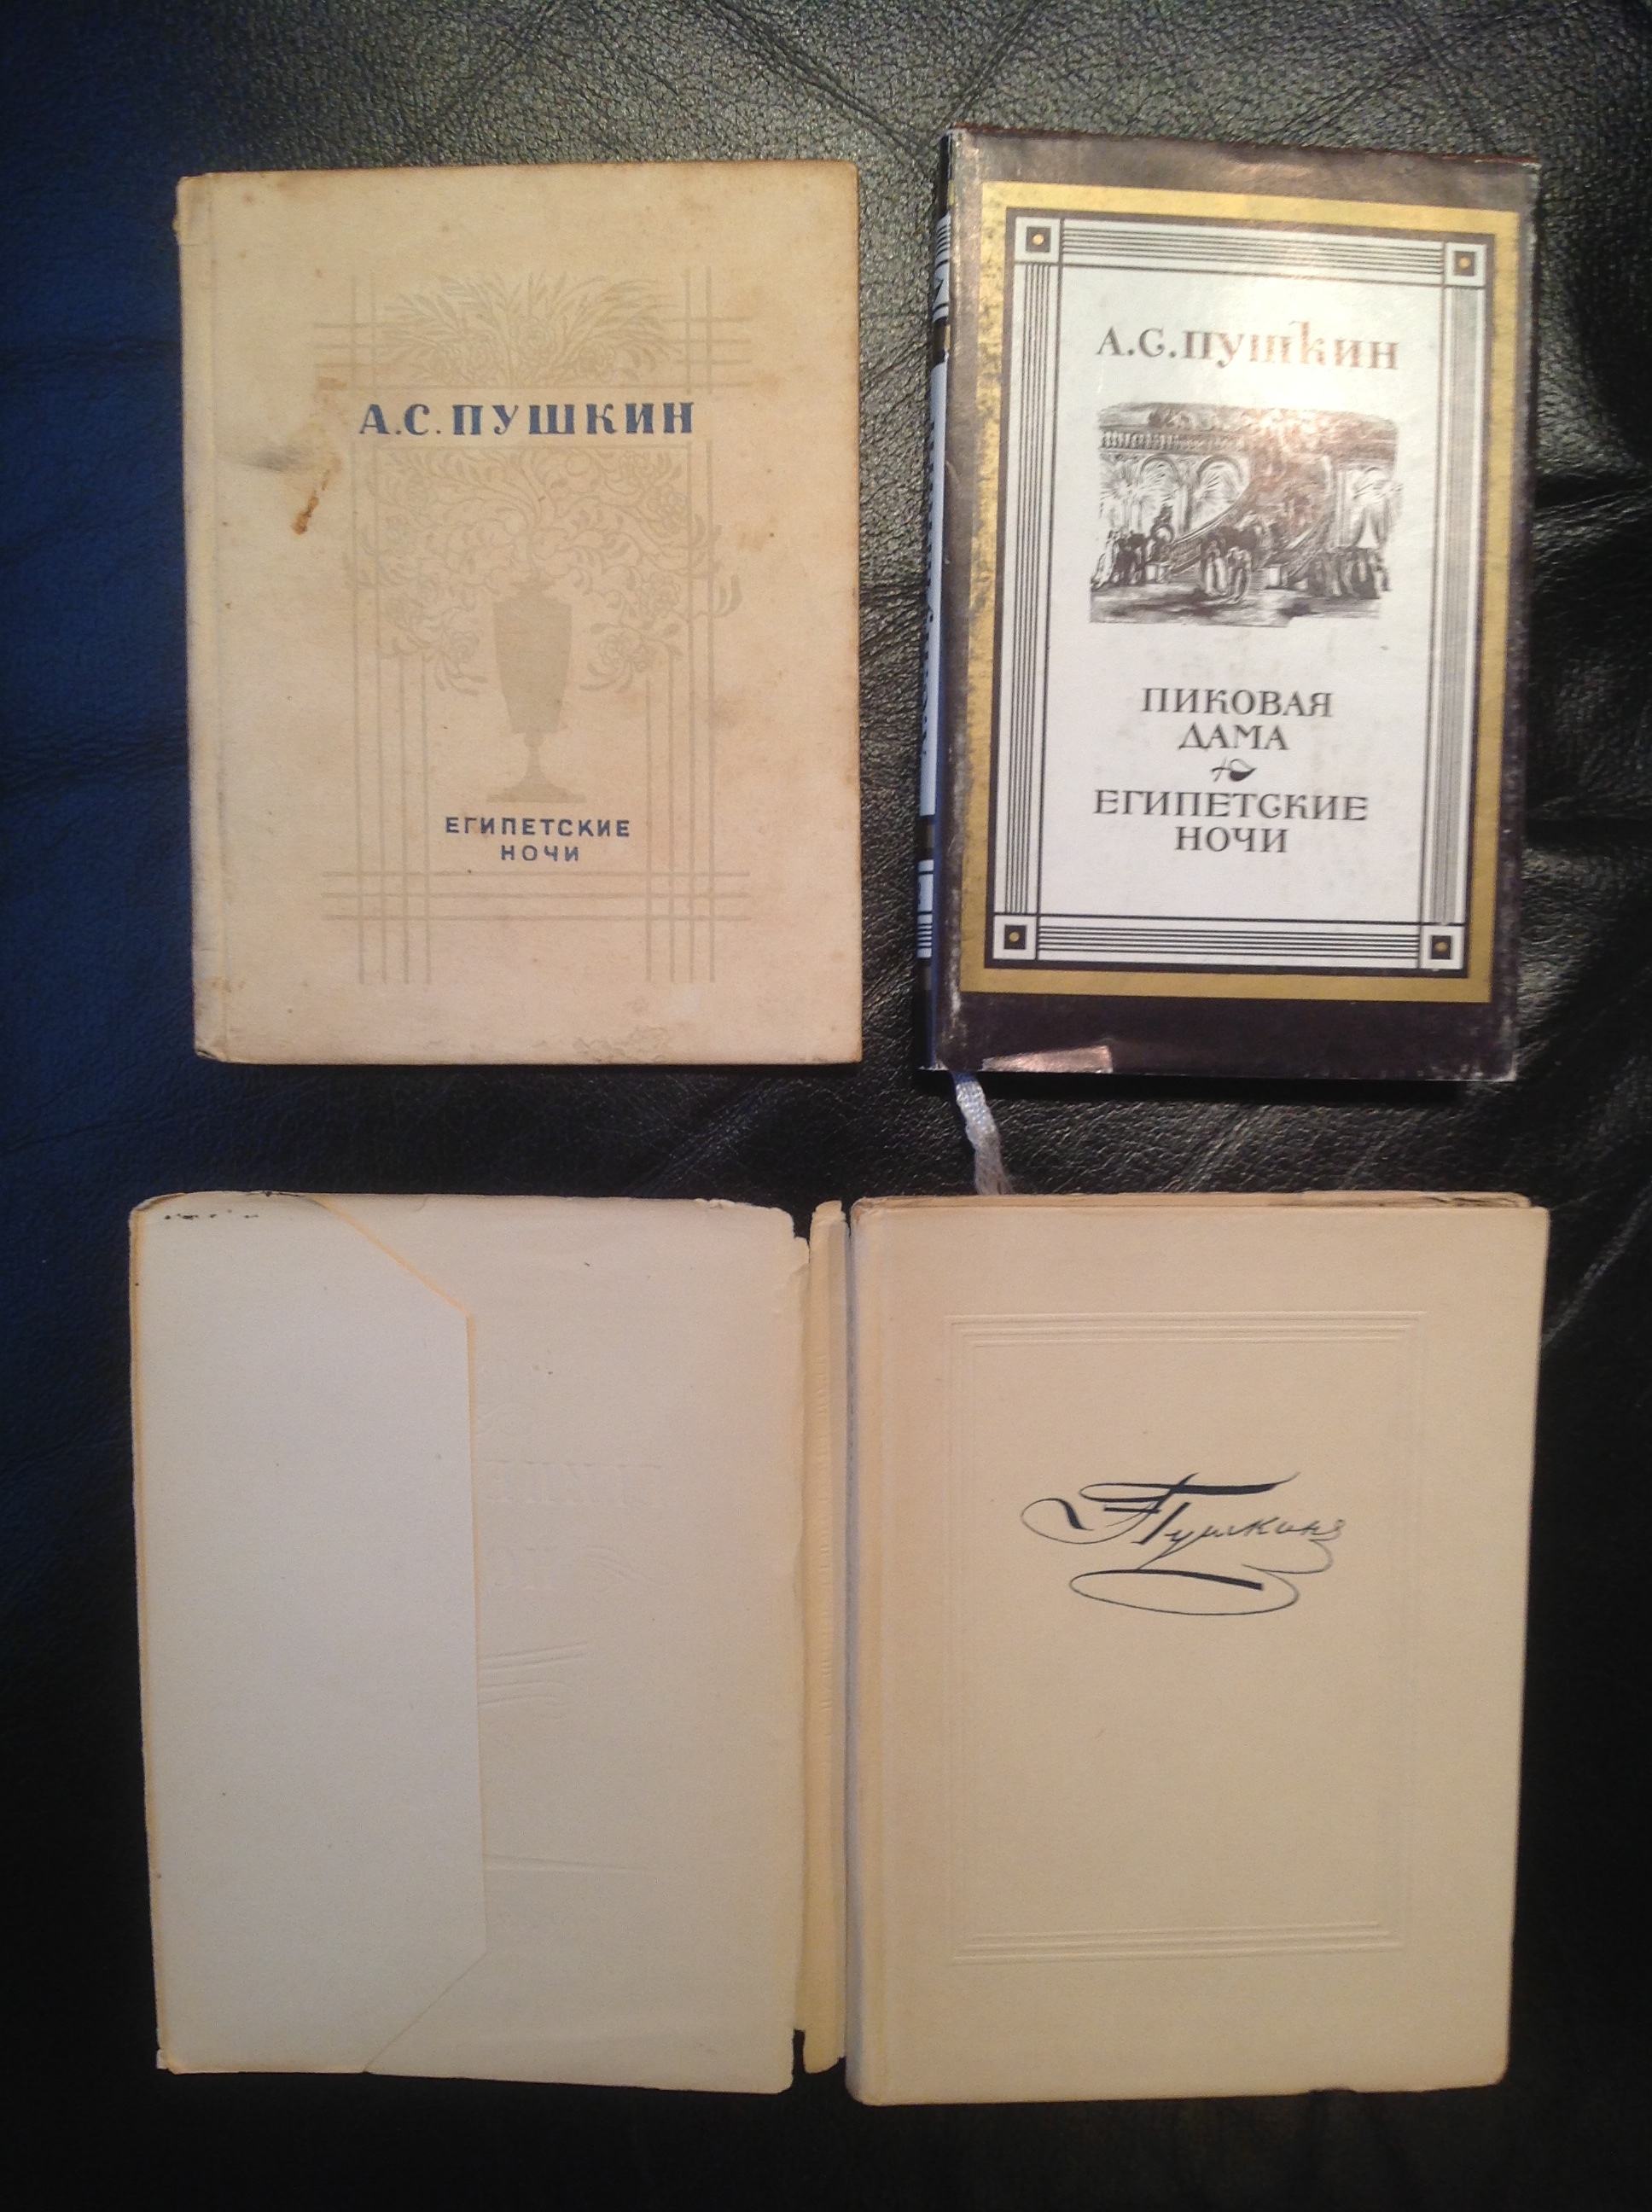 А.С. ПУШКИН
ЕГИПЕТСКИЕ
НОЧИ
А.С. ПУШКИН
ПИКОВАЯ
ДАМА
ЕГИПЕТСКИЕ
НОЧИ
Пушкинъ